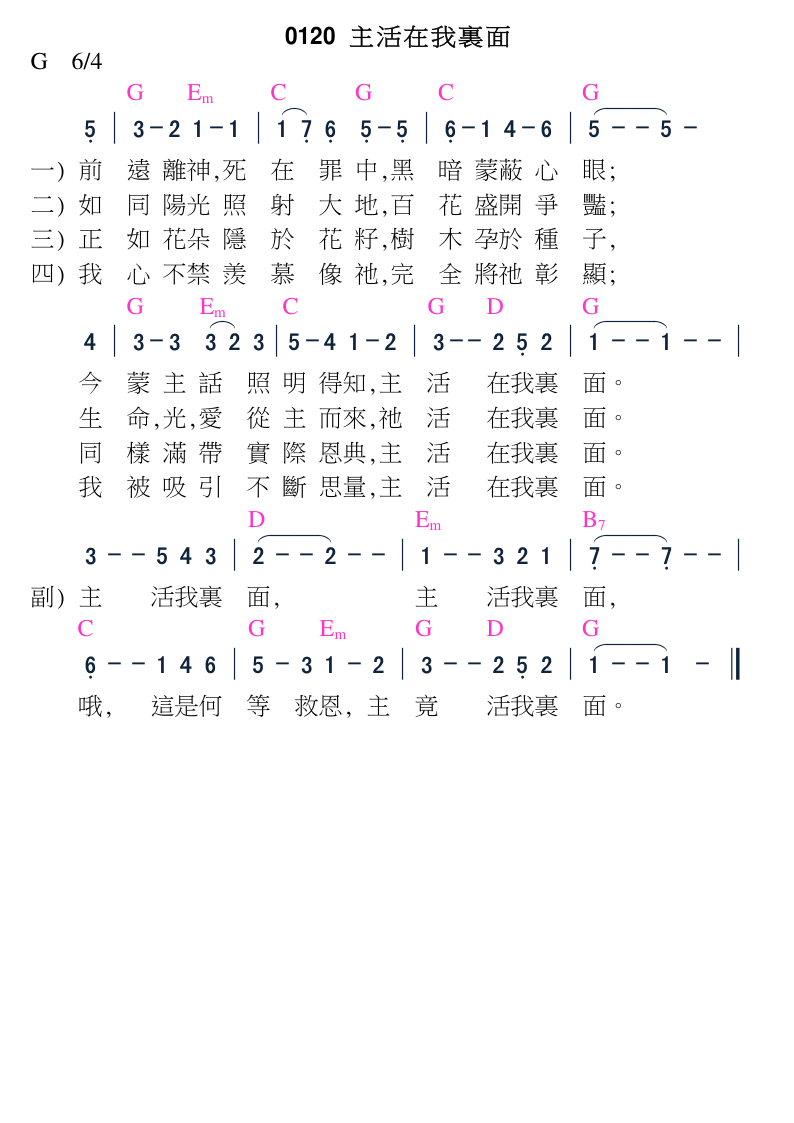 0120 主活在我裏面
G 6/4
G Em C G C G
5 | 3－2 1－1 | 1 7 6 5－5 | 6－1 4－6 | 5－－5－
一) 前 遠 離神,死 在 罪 中,黑 暗 蒙蔽 心 眼;
二) 如 同 陽光 照 射 大 地,百 花 盛開 爭 豔;
三) 正 如 花朵 隱 於 花 籽,樹 木 孕於 種 子,
四) 我 心 不禁 羨 慕 像 祂,完 全 將祂 彰 顯;
G Em C G D G
4 | 3－3 3 2 3 | 5－4 1－2 | 3－－ 2 5 2 | 1－－1－－ |
今 蒙 主 話 照 明 得知,主 活 在我裏 面。
生 命,光,愛 從 主 而來,祂 活 在我裏 面。
同 樣 滿 帶 實 際 恩典,主 活 在我裏 面。
我 被 吸 引 不 斷 思量,主 活 在我裏 面。
D Em B7
3－－5 4 3 | 2－－2－－ | 1－－3 2 1 | 7－－7－－ |
副) 主 活我裏 面, 主 活我裏 面,
C G Em G D G
6－－1 4 6 | 5－3 1－2 | 3－－2 5 2 | 1－－1 － ||
哦, 這是何 等 救恩, 主 竟 活我裏 面。